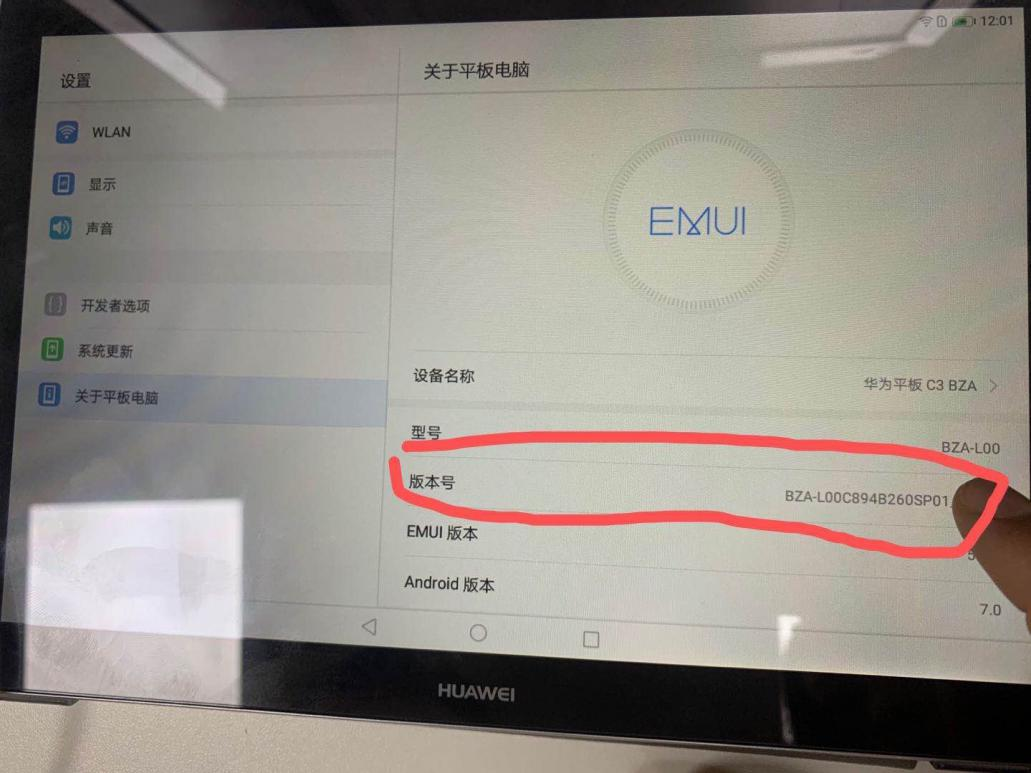 12:01
设置
关于平板电脑
WLAN
显示
声音
EMUI
开发者选项
系统更新
关于平板电脑
设备名称
华为平板 C3 BZA
型号
BZA-L00
版本号
BZA-L00C894B260SP01
EMUI 版本
5
Android 版本
7.0
HUAWEI